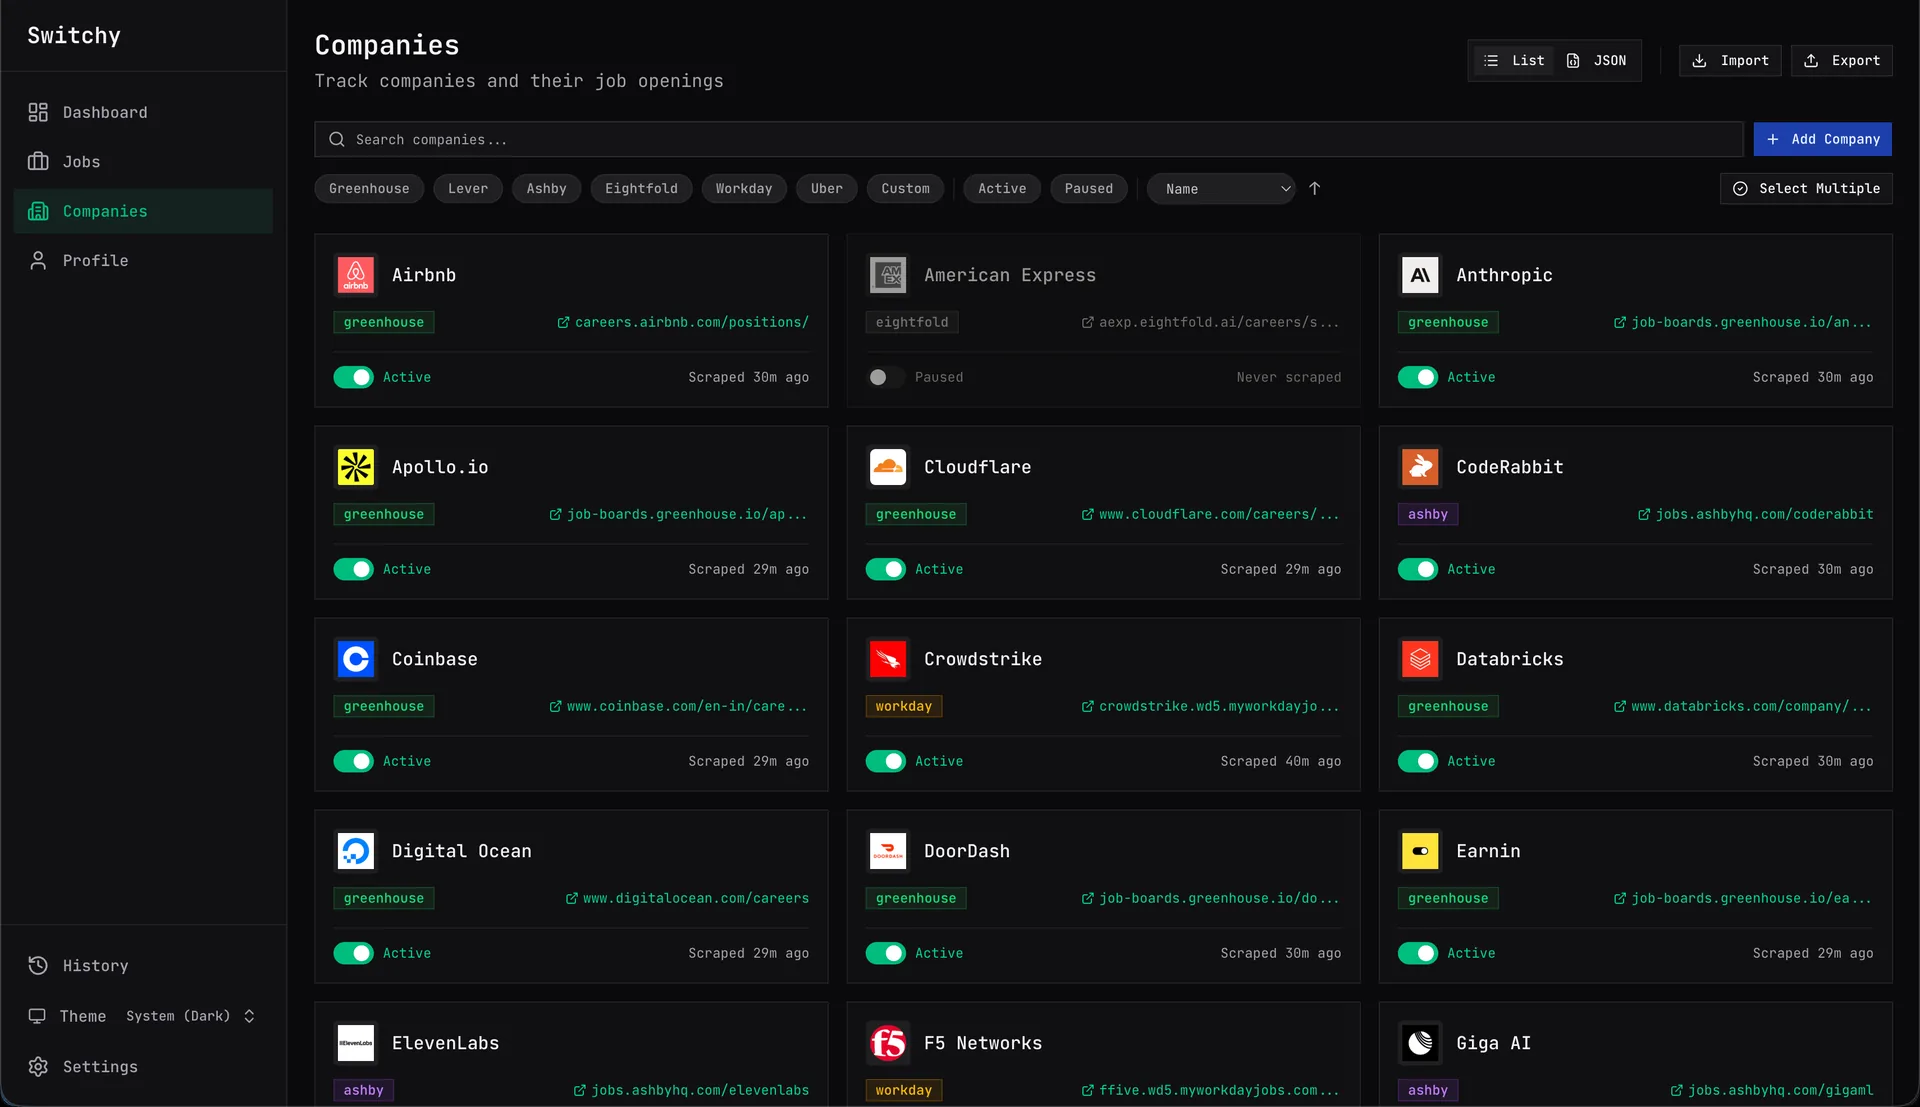 Switchy
Dashboard
Jobs
Companies
Profile
History
Theme System (Dark)
Settings
Companies
Track companies and their job openings
List JSON Import Export
Search companies...
Add Company
Greenhouse Lever Ashby Eightfold Workday Uber Custom Active Paused Name
Select Multiple
airbnb
Airbnb
greenhouse careers.airbnb.com/positions/
Active Scraped 30m ago
AM
EX
American Express
eightfold aexp.eightfold.ai/careers/s...
Paused Never scraped
Anthropic
greenhouse job-boards.greenhouse.io/an...
Active Scraped 30m ago
Apollo.io
greenhouse job-boards.greenhouse.io/ap...
Active Scraped 29m ago
Cloudflare
greenhouse www.cloudflare.com/careers/...
Active Scraped 29m ago
CodeRabbit
ashby jobs.ashbyhq.com/coderabbit
Active Scraped 30m ago
Coinbase
greenhouse www.coinbase.com/en-in/care...
Active Scraped 29m ago
Crowdstrike
workday crowdstrike.wd5.myworkdayjo...
Active Scraped 40m ago
Databricks
greenhouse www.databricks.com/company/...
Active Scraped 30m ago
Digital Ocean
greenhouse www.digitalocean.com/careers
Active Scraped 29m ago
DOORDASH
DoorDash
greenhouse job-boards.greenhouse.io/do...
Active Scraped 30m ago
Earnin
greenhouse job-boards.greenhouse.io/ea...
Active Scraped 29m ago
IIElevenLabs
ElevenLabs
ashby jobs.ashbyhq.com/elevenlabs
f5
F5 Networks
workday ffive.wd5.myworkdayjobs.com...
Giga AI
ashby jobs.ashbyhq.com/gigaml